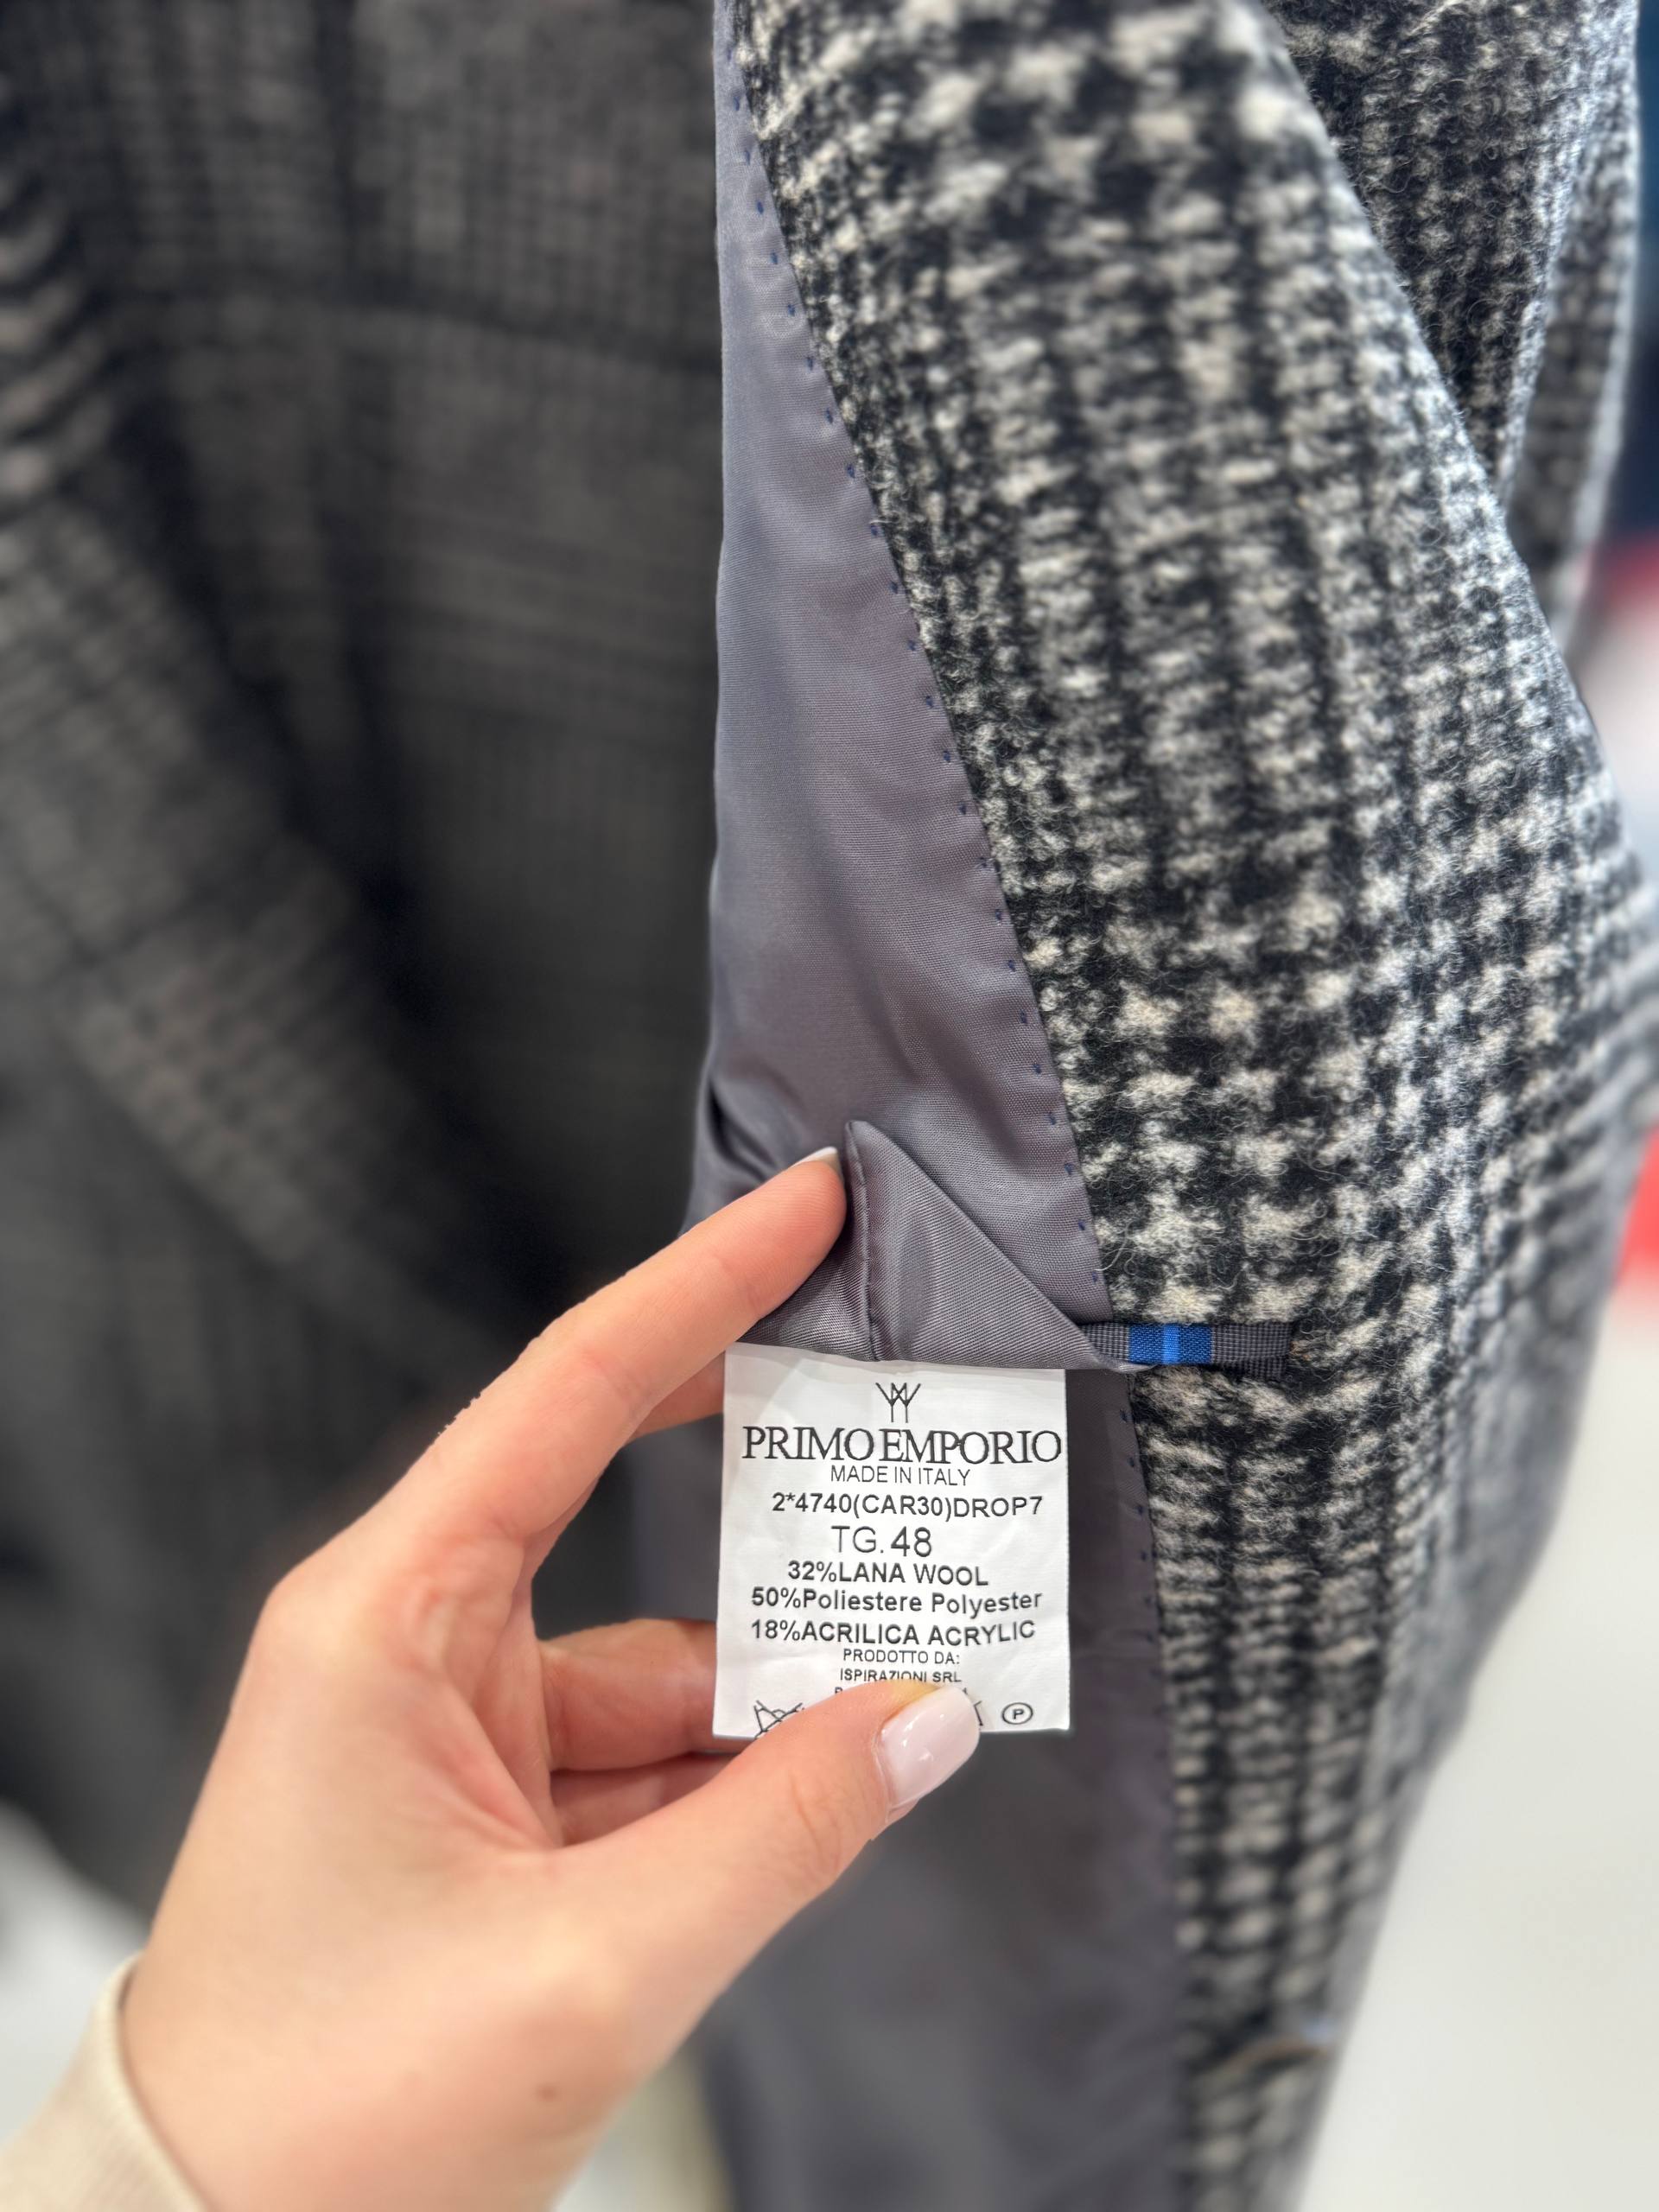 PRIMO EMPORIO
MADE IN ITALY
2*4740(CAR30)DROP7
TG.48
32%LANA WOOL
50%Poliestere Polyester
18%ACRILICA ACRYLIC
PRODOTTO DA:
ISPIRAZIONI SRL
P